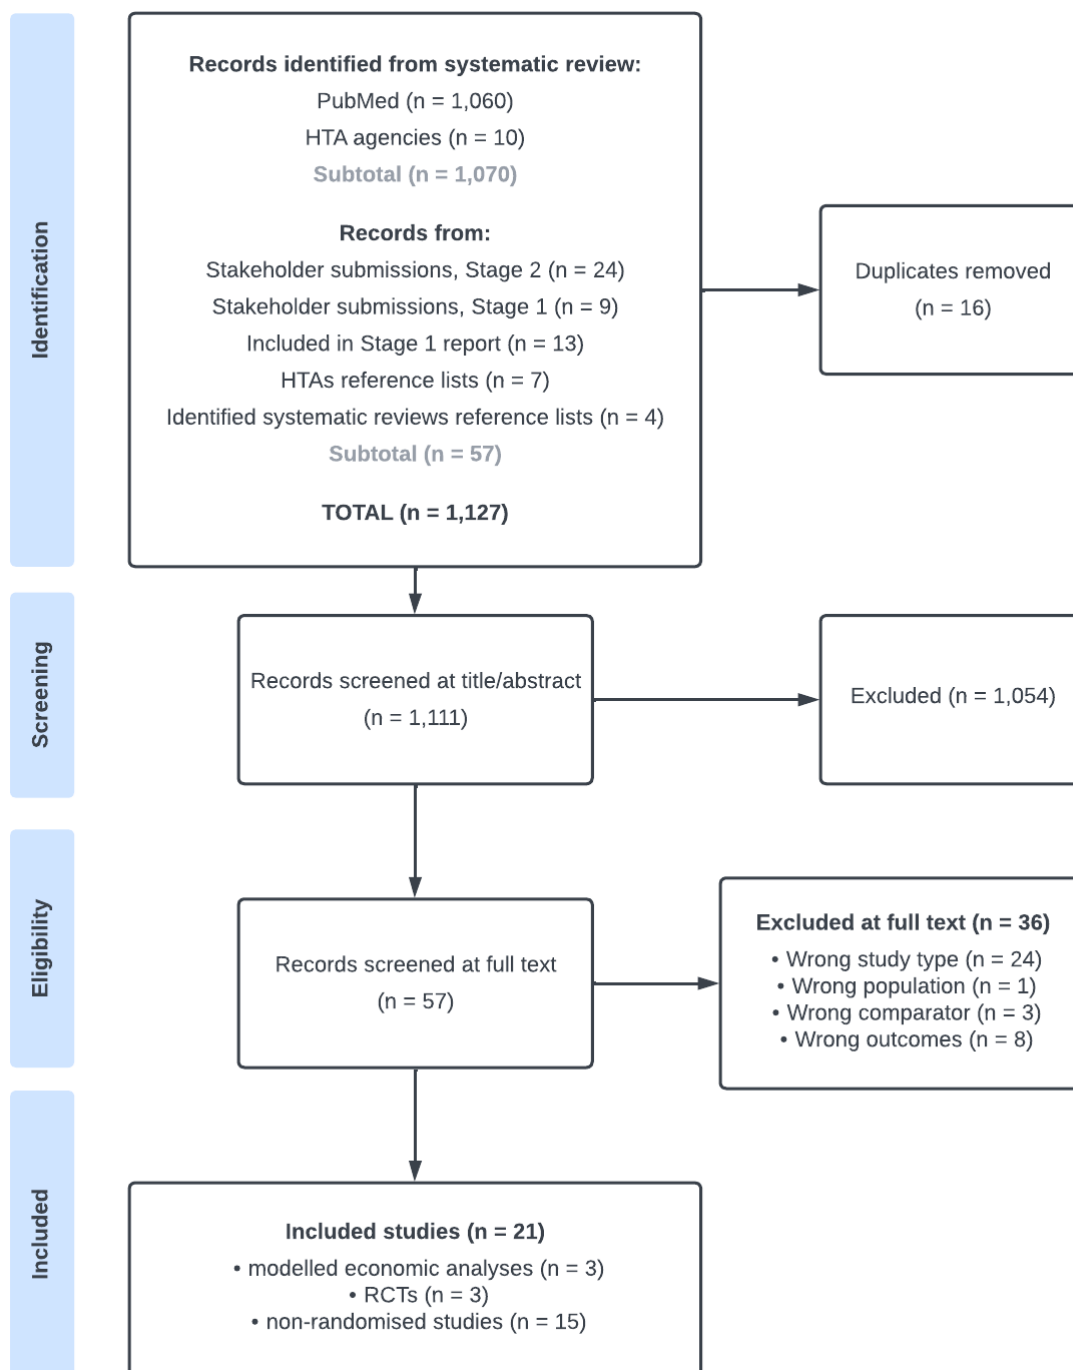 Identification
Records identified from systematic review:
PubMed (n = 1,060)
HTA agencies (n = 10)
Subtotal (n = 1,070)
Records from:
Stakeholder submissions, Stage 2 (n = 24)
Stakeholder submissions, Stage 1 (n = 9)
Included in Stage 1 report (n = 13)
HTAs reference lists (n = 7)
Identified systematic reviews reference lists (n = 4)
Subtotal (n = 57)
TOTAL (n = 1,127)
Duplicates removed
(n = 16)
Screening
Records screened at title/abstract
(n = 1,111)
Excluded (n = 1,054)
Eligibility
Records screened at full text
(n = 57)
Excluded at full text (n = 36)
• Wrong study type (n = 24)
• Wrong population (n = 1)
• Wrong comparator (n = 3)
• Wrong outcomes (n = 8)
Included
Included studies (n = 21)
• modelled economic analyses (n = 3)
• RCTs (n = 3)
• non-randomised studies (n = 15)